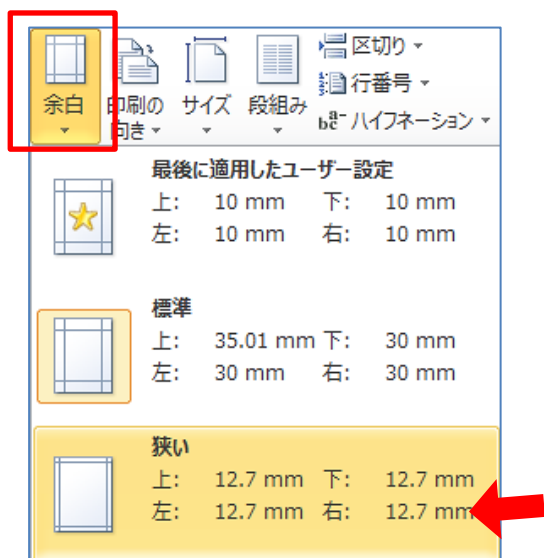 区切り
行番号
余白 印刷の向き サイズ 段組み
bc ハイフネーション
最後に適用したユーザー設定
上: 10 mm 下: 10 mm
左: 10 mm 右: 10 mm
標準
上: 35.01 mm 下: 30 mm
左: 30 mm 右: 30 mm
狭い
上: 12.7 mm 下: 12.7 mm
左: 12.7 mm 右: 12.7 mm